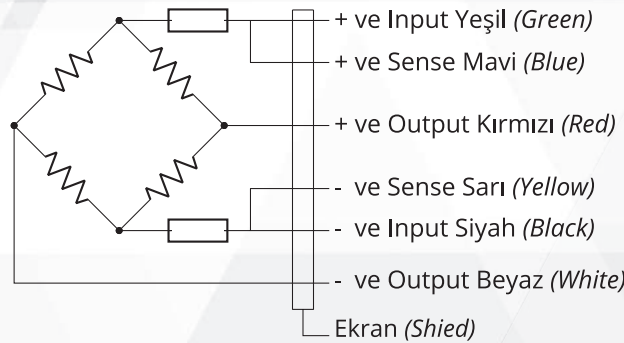 + ve Input Yeşil (Green)
+ ve Sense Mavi (Blue)
+ ve Output Kırmızı (Red)
- ve Sense Sarı (Yellow)
- ve Input Siyah (Black)
- ve Output Beyaz (White)
Ekran (Shied)